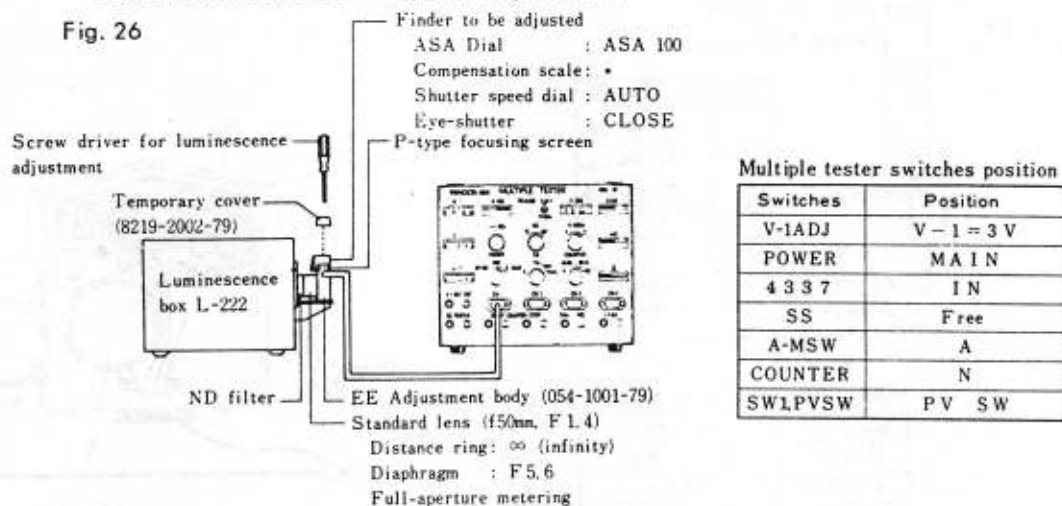 Fig. 26
Finder to be adjusted
ASA Dial : ASA 100
Compensation scale: •
Shutter speed dial : AUTO
Eye-shutter : CLOSE
P-type focusing screen
Screw driver for luminescence
adjustment
Temporary cover
(8219-2002-79)
Luminescence
box L-222
MULTIPLE TESTER
ND filter
EE Adjustment body (054-1001-79)
Standard lens (f50mm, F1.4)
Distance ring: ∞ (infinity)
Diaphragm : F5.6
Full-aperture metering
Multiple tester switches position
Switches Position
V-1ADJ V-1=3V
POWER MAIN
4337 IN
SS Free
A-MSW A
COUNTER N
SW1,PVSW PV SW